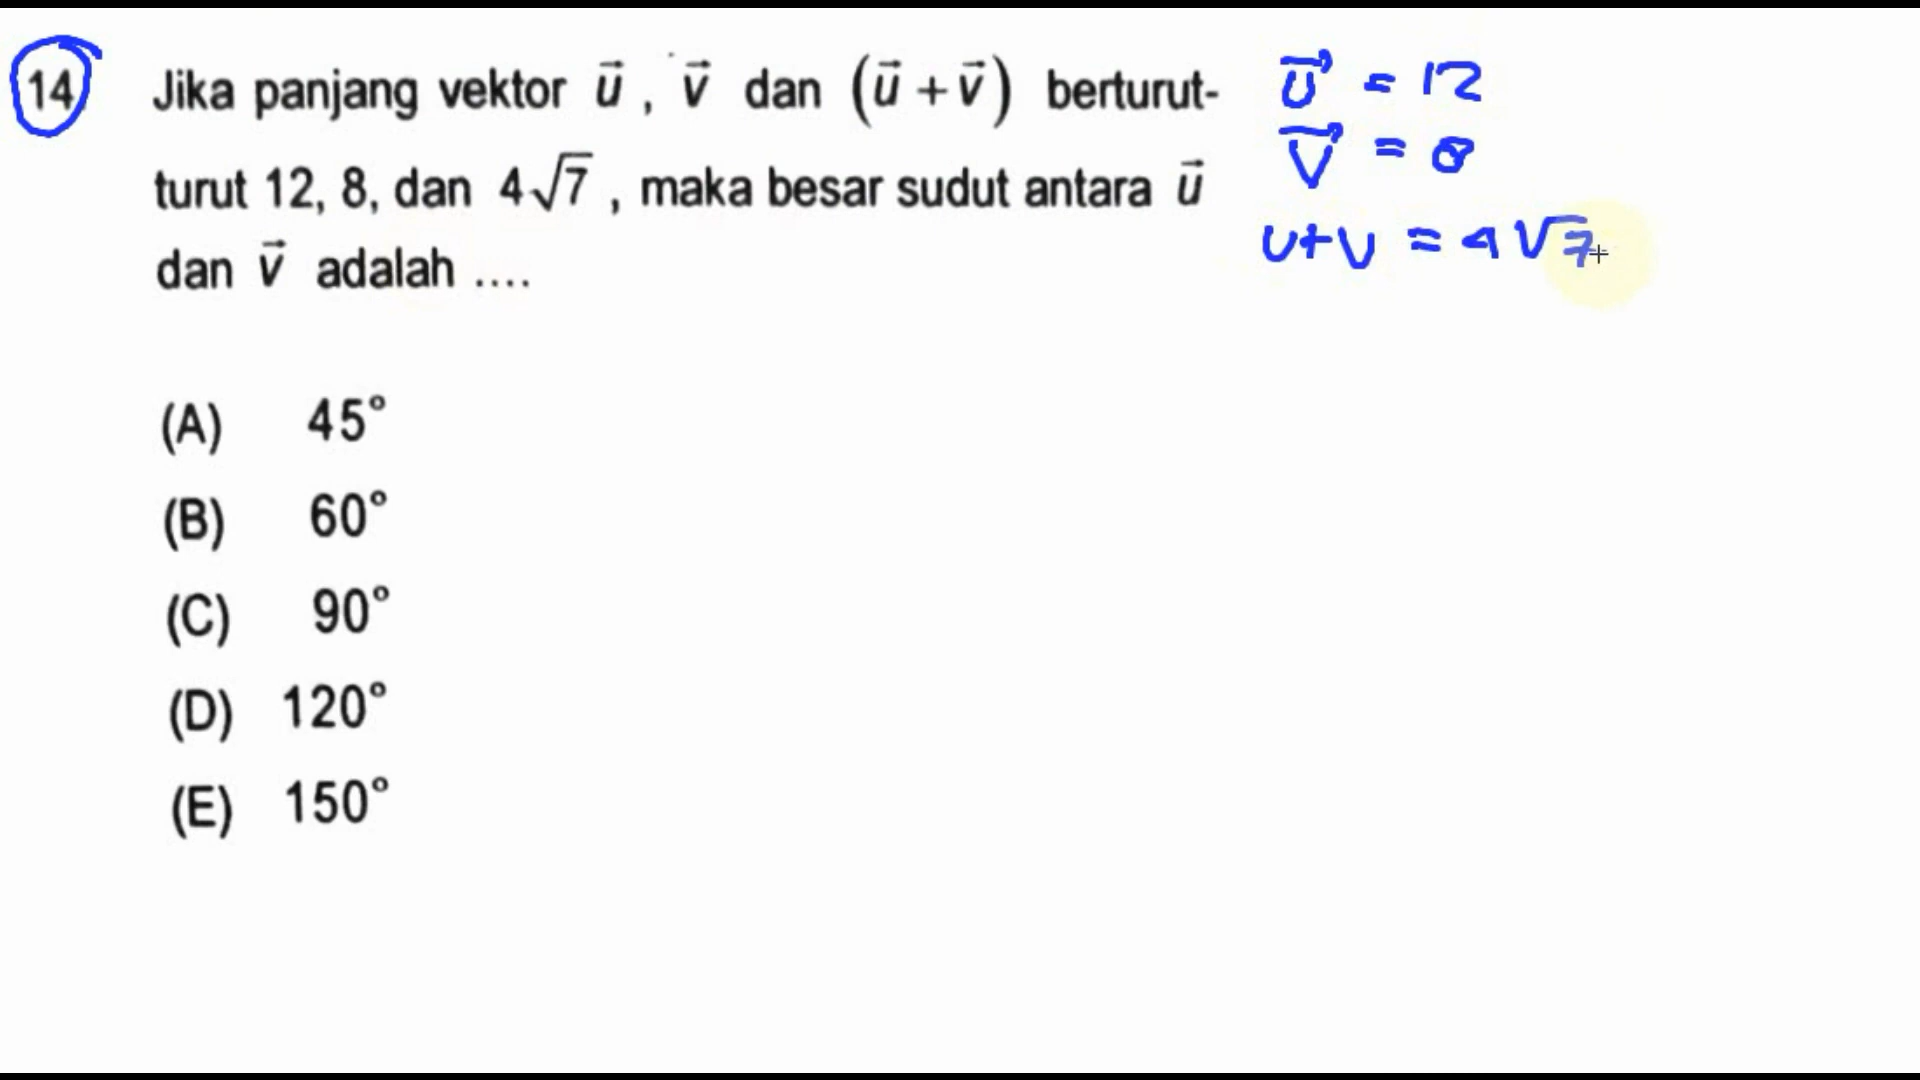 14 Jika panjang vektor u⃗ , v⃗ dan (u⃗ + v⃗) berturut-
turut 12, 8, dan 4√7 , maka besar sudut antara u⃗
dan v⃗ adalah ....
(A) 45°
(B) 60°
(C) 90°
(D) 120°
(E) 150°
u⃗ = 12
v⃗ = 8
u+v = 4√7